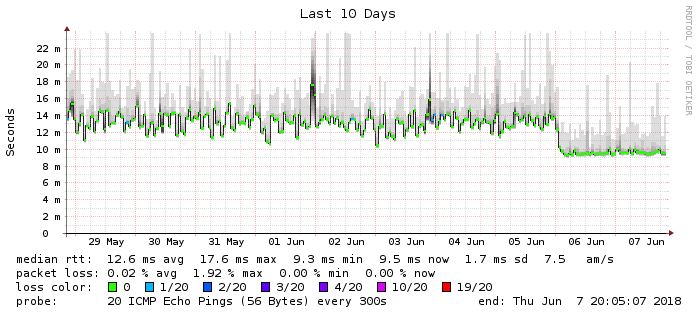 Last 10 Days
RRDTOOL / TOBI OETIKER
Seconds
22 m
20 m
18 m
16 m
14 m
12 m
10 m
8 m
6 m
4 m
2 m
0
29 May 30 May 31 May 01 Jun 02 Jun 03 Jun 04 Jun 05 Jun 06 Jun 07 Jun
median rtt: 12.6 ms avg 17.6 ms max 9.3 ms min 9.5 ms now 1.7 ms sd 7.5 am/s
packet loss: 0.02 % avg 1.92 % max 0.00 % min 0.00 % now
loss color: 0 1/20 2/20 3/20 4/20 10/20 19/20
probe: 20 ICMP Echo Pings (56 Bytes) every 300s end: Thu Jun 7 20:05:07 2018